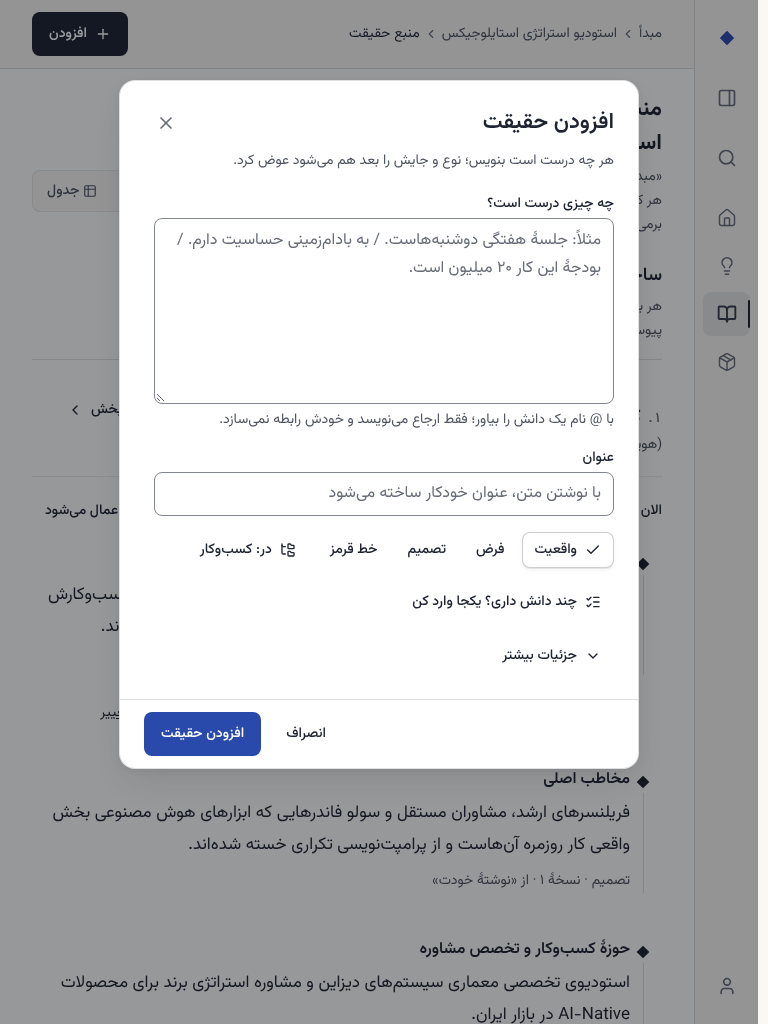 مبدأ › استودیو استراتژی استایلوجیکس › منبع حقیقت
افزودن
جدول
افزودن حقیقت
هر چه درست است بنویس؛ نوع و جایش را بعد هم می‌شود عوض کرد.
چه چیزی درست است؟
مثلاً: جلسهٔ هفتگی دوشنبه‌هاست. / به بادام‌زمینی حساسیت دارم. /
بودجهٔ این کار ۲۰ میلیون است.
با @ نام یک دانش را بیاور؛ فقط ارجاع می‌نویسد و خودش رابطه نمی‌سازد.
عنوان
با نوشتن متن، عنوان خودکار ساخته می‌شود
واقعیت
فرض
تصمیم
خط قرمز
در: کسب‌وکار
چند دانش داری؟ یکجا وارد کن
جزئیات بیشتر
انصراف
افزودن حقیقت
الان
عمال می‌شود
سب‌وکارش
مخاطب اصلی
فریلنسرهای ارشد، مشاوران مستقل و سولو فاندرهایی که ابزارهای هوش مصنوعی بخش
واقعی کار روزمره آن‌هاست و از پرامپت‌نویسی تکراری خسته شده‌اند.
تصمیم · نسخهٔ ۱ · از «نوشتهٔ خودت»
حوزهٔ کسب‌وکار و تخصص مشاوره
استودیوی تخصصی معماری سیستم‌های دیزاین و مشاوره استراتژی برند برای محصولات
AI-Native در بازار ایران.